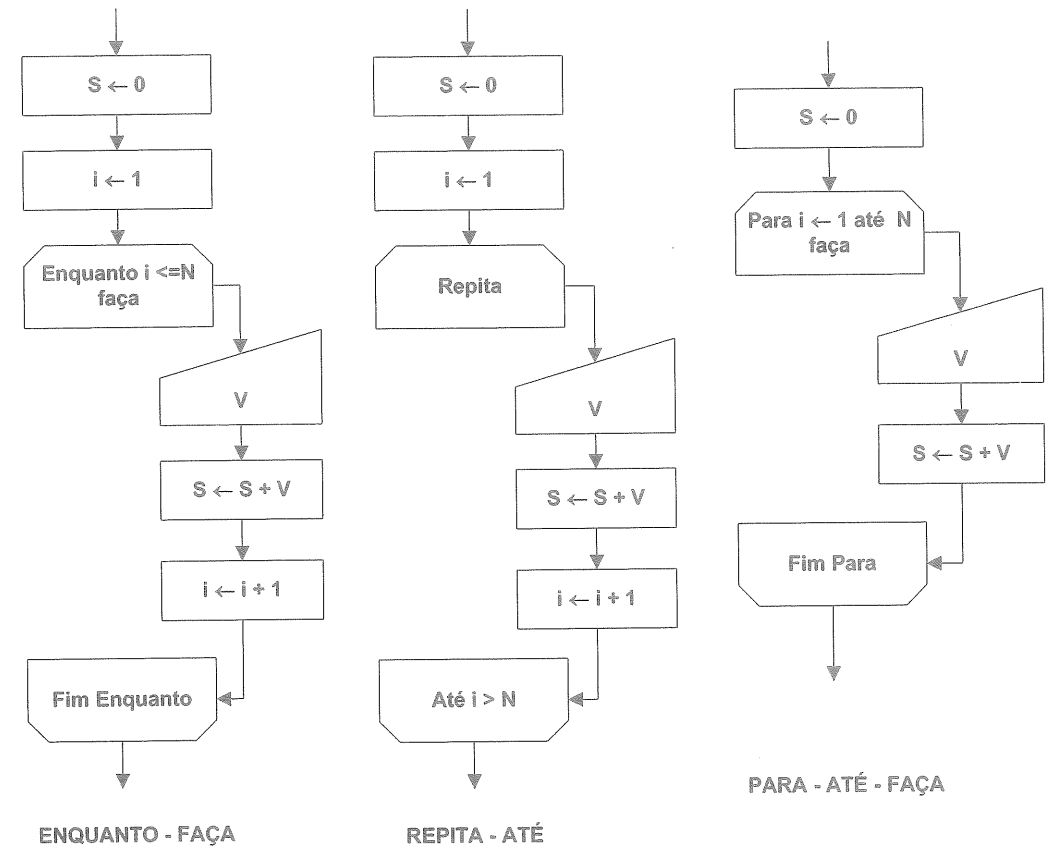 S ← 0
i ← 1
Enquanto i <=N
faça
V
S ← S + V
i ← i + 1
Fim Enquanto
ENQUANTO - FAÇA
S ← 0
i ← 1
Repita
V
S ← S + V
i ← i + 1
Até i > N
REPITA - ATÉ
S ← 0
Para i ← 1 até N
faça
V
S ← S + V
Fim Para
PARA - ATÉ - FAÇA